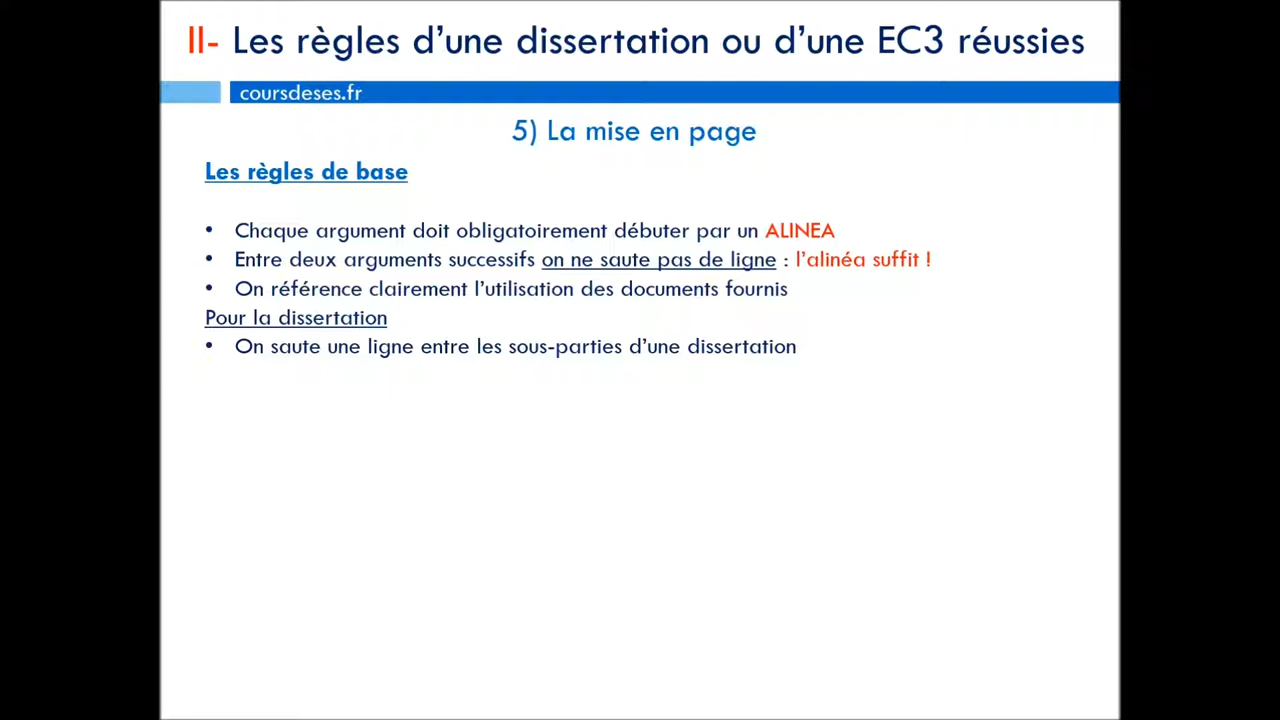 II- Les règles d’une dissertation ou d’une EC3 réussies
coursdeses.fr
5) La mise en page
Les règles de base
• Chaque argument doit obligatoirement débuter par un ALINEA
• Entre deux arguments successifs on ne saute pas de ligne : l’alinéa suffit !
• On référence clairement l’utilisation des documents fournis
Pour la dissertation
• On saute une ligne entre les sous-parties d’une dissertation